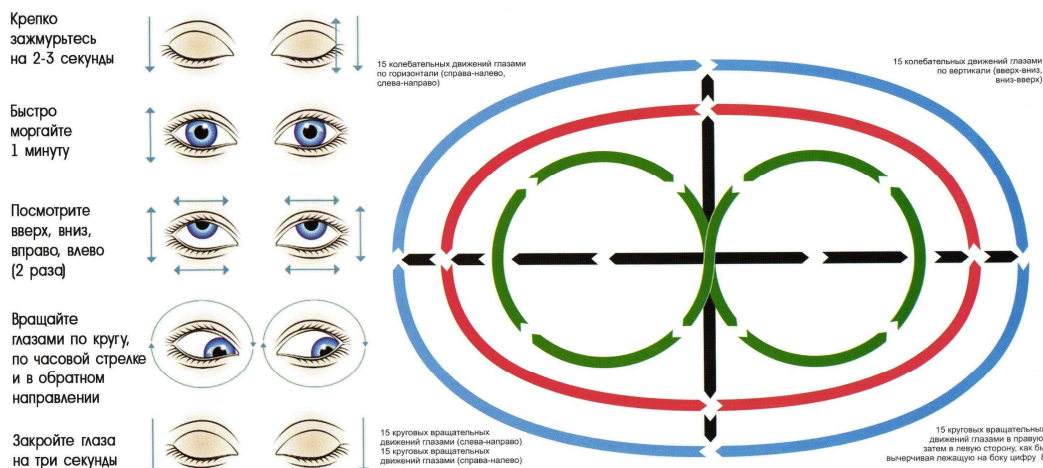 Крепко
зажмурьтесь
на 2-3 секунды
Быстро
моргайте
1 минуту
Посмотрите
вверх, вниз,
вправо, влево
(2 раза)
Вращайте
глазами по кругу,
по часовой стрелке
и в обратном
направлении
Закройте глаза
на три секунды
15 колебательных движений глазами
по горизонтали (справа-налево,
слева-направо)
15 колебательных движений глазами
по вертикали (вверх-вниз,
вниз-вверх)
15 круговых вращательных
движений глазами (слева-направо)
15 круговых вращательных
движений глазами (справа-налево)
15 круговых вращательных
движений глазами в правую
затем в левую сторону, как бы
вычерчивая лежащую на боку цифру 8